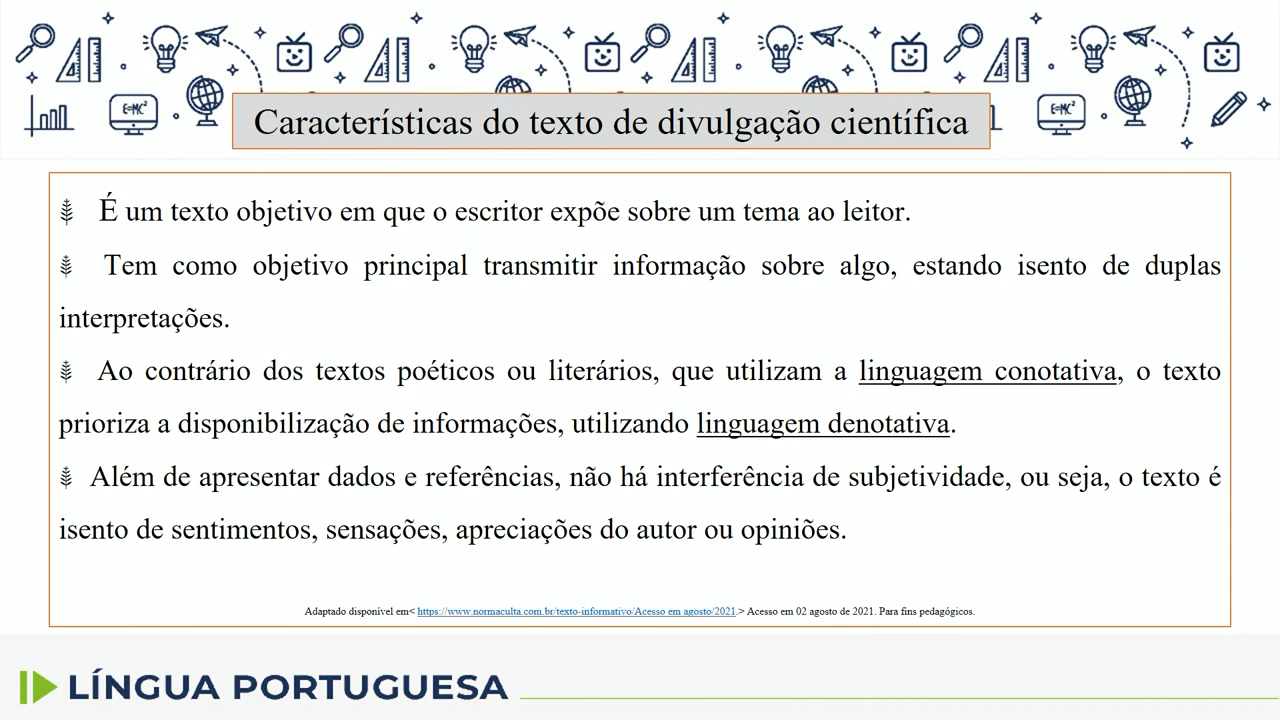 E=MC²
E=MC²
Características do texto de divulgação científica
É um texto objetivo em que o escritor expõe sobre um tema ao leitor.
Tem como objetivo principal transmitir informação sobre algo, estando isento de duplas
interpretações.
Ao contrário dos textos poéticos ou literários, que utilizam a linguagem conotativa, o texto
prioriza a disponibilização de informações, utilizando linguagem denotativa.
Além de apresentar dados e referências, não há interferência de subjetividade, ou seja, o texto é
isento de sentimentos, sensações, apreciações do autor ou opiniões.
Adaptado disponível em< https://www.normaculta.com.br/texto-informativo/Acesso em agosto/2021.> Acesso em 02 agosto de 2021. Para fins pedagógicos.
LÍNGUA PORTUGUESA